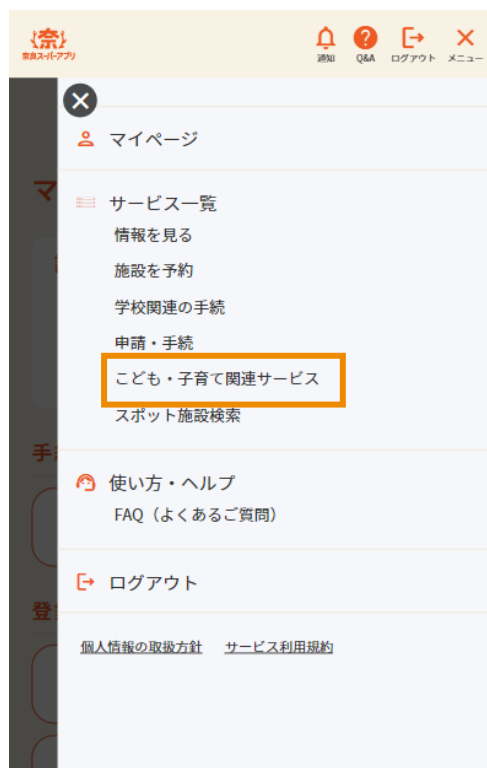 奈
奈良スーパーアプリ
通知 Q&A ログアウト メニュー
マイページ
マ
サービス一覧
情報を見る
施設を予約
学校関連の手続
申請・手続
こども・子育て関連サービス
スポット施設検索
手
使い方・ヘルプ
FAQ（よくあるご質問）
ログアウト
登
個人情報の取扱方針 サービス利用規約